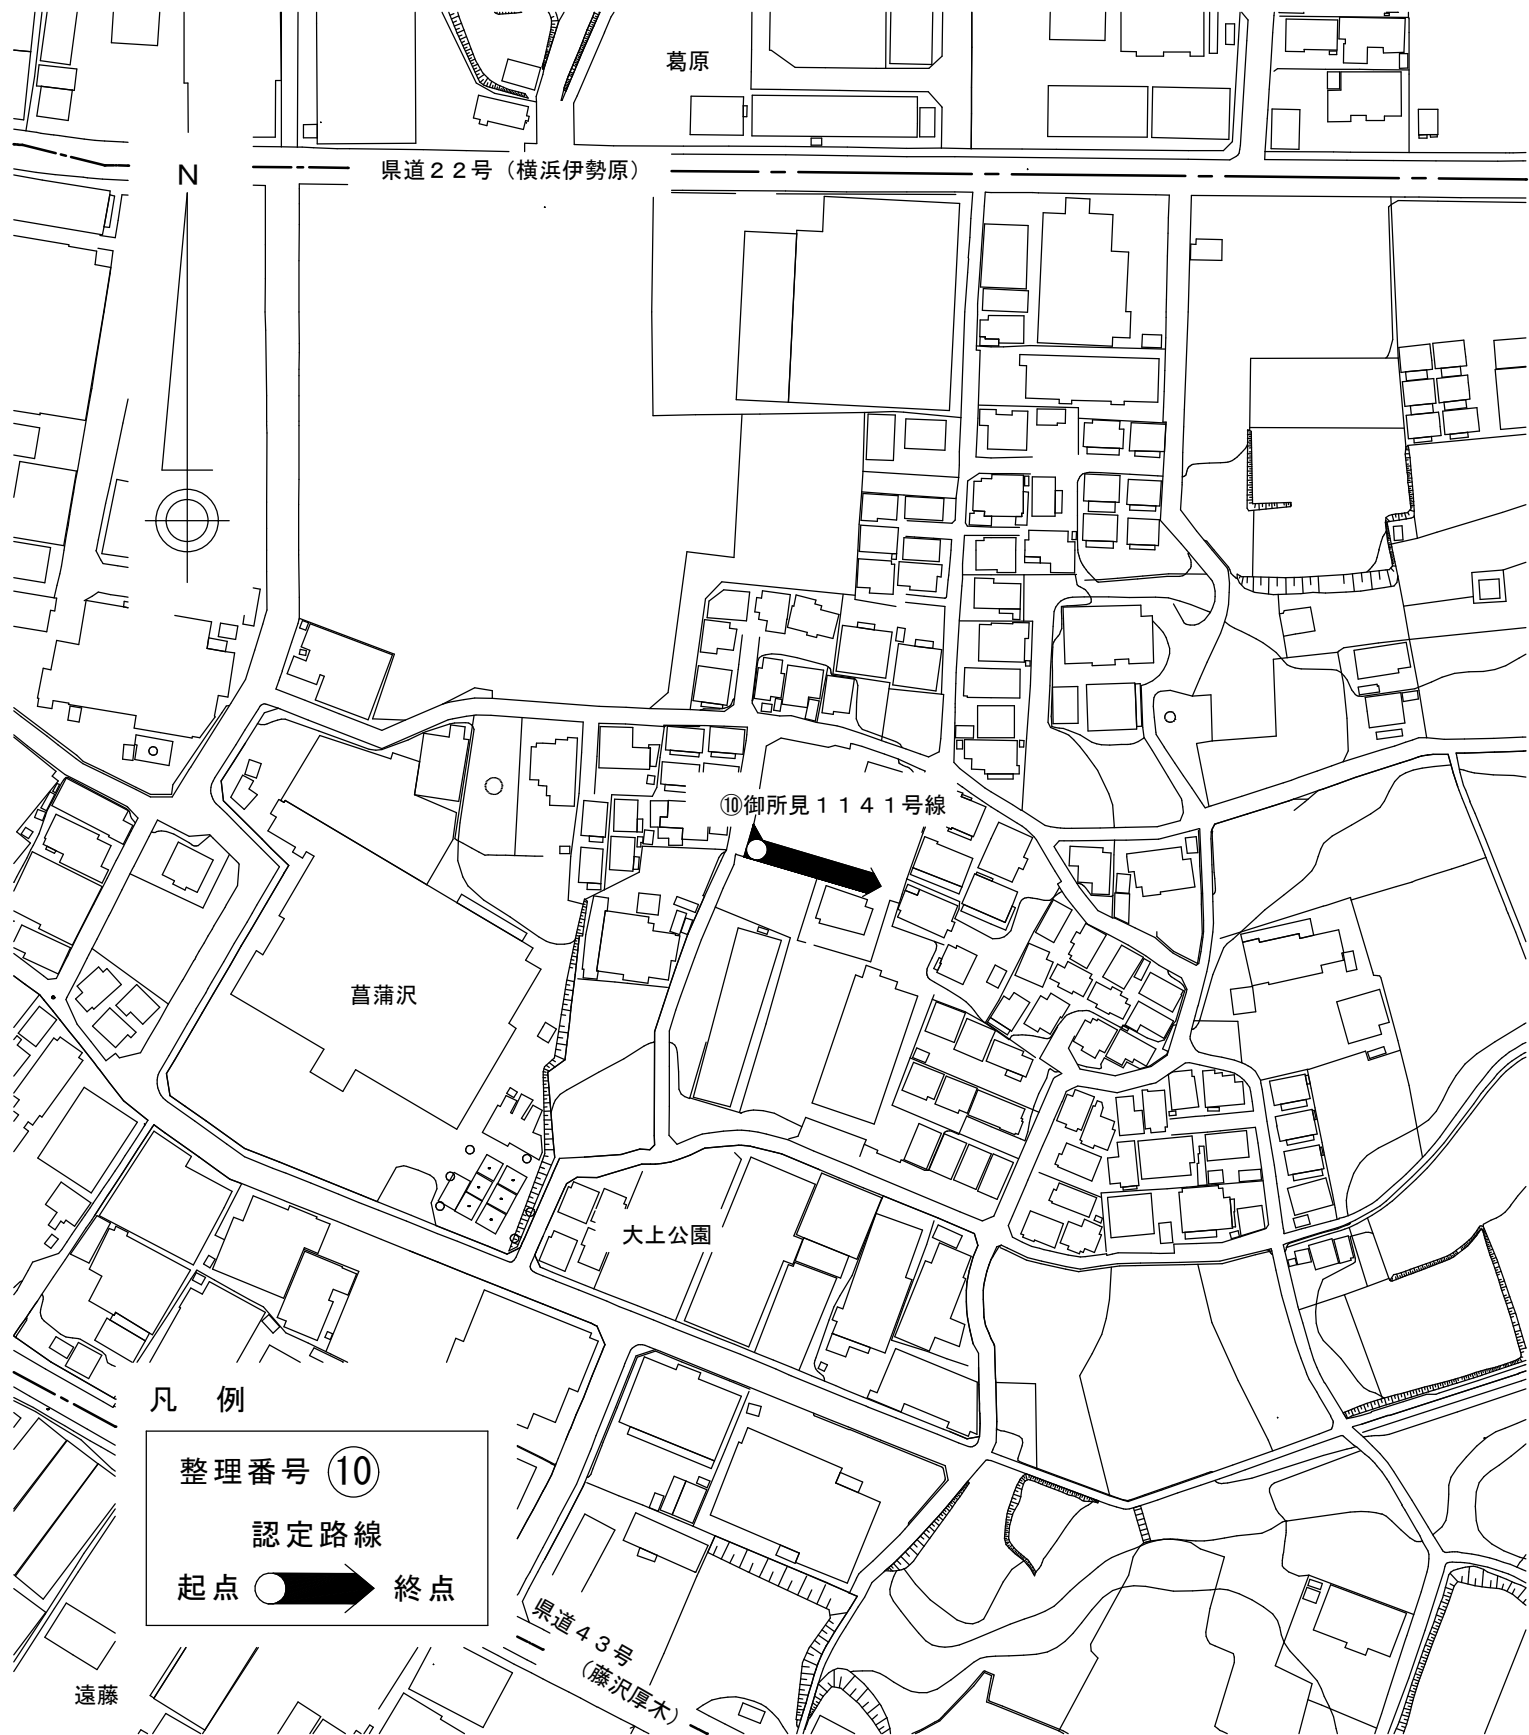 葛原
県道２２号（横浜伊勢原）
N
⑩御所見１１４１号線
菖蒲沢
大上公園
凡　例
整理番号 ⑩
認定路線
起点　終点
県道４３号
（藤沢厚木）
遠藤